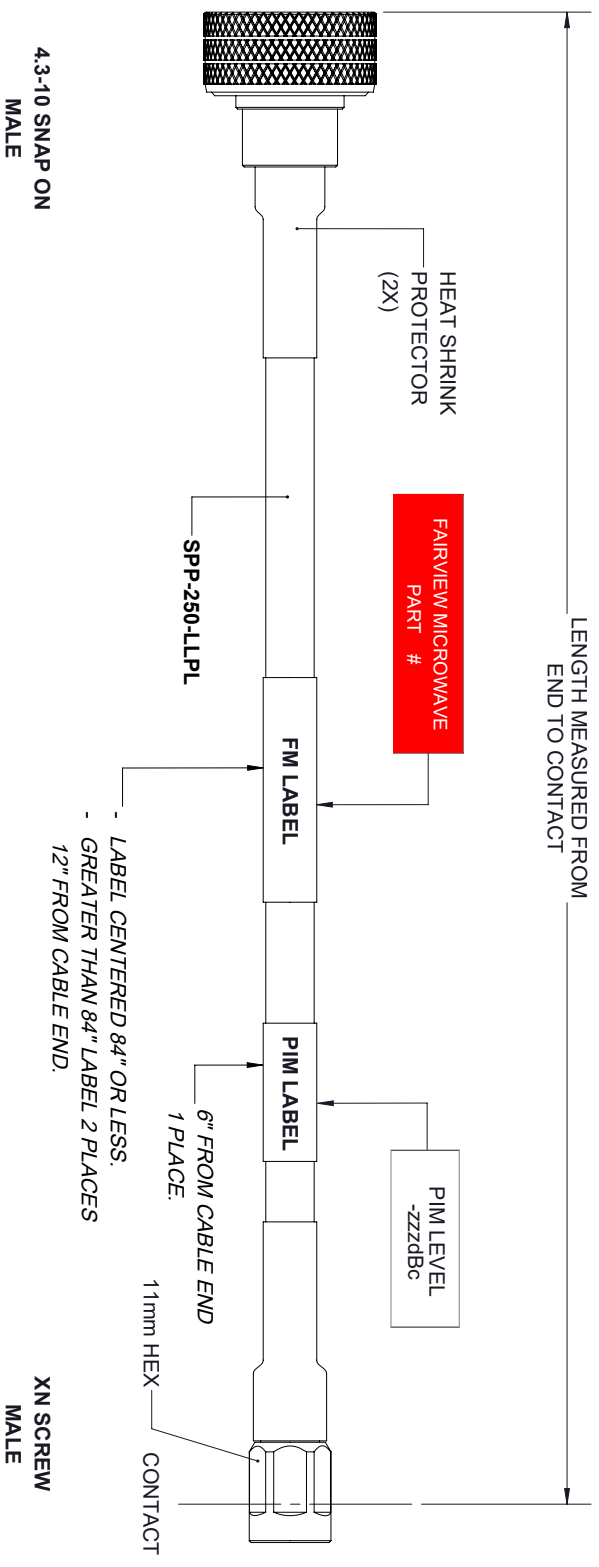 LENGTH MEASURED FROM
END TO CONTACT
HEAT SHRINK
PROTECTOR
(2X)
FAIRVIEW MICROWAVE
PART #
PIM LEVEL
-zzzdBc
FM LABEL
PIM LABEL
SPP-250-LLPL
- LABEL CENTERED 84" OR LESS.
- GREATER THAN 84" LABEL 2 PLACES
12" FROM CABLE END.
6" FROM CABLE END
1 PLACE.
11mm HEX
CONTACT
4.3-10 SNAP ON
MALE
XN SCREW
MALE